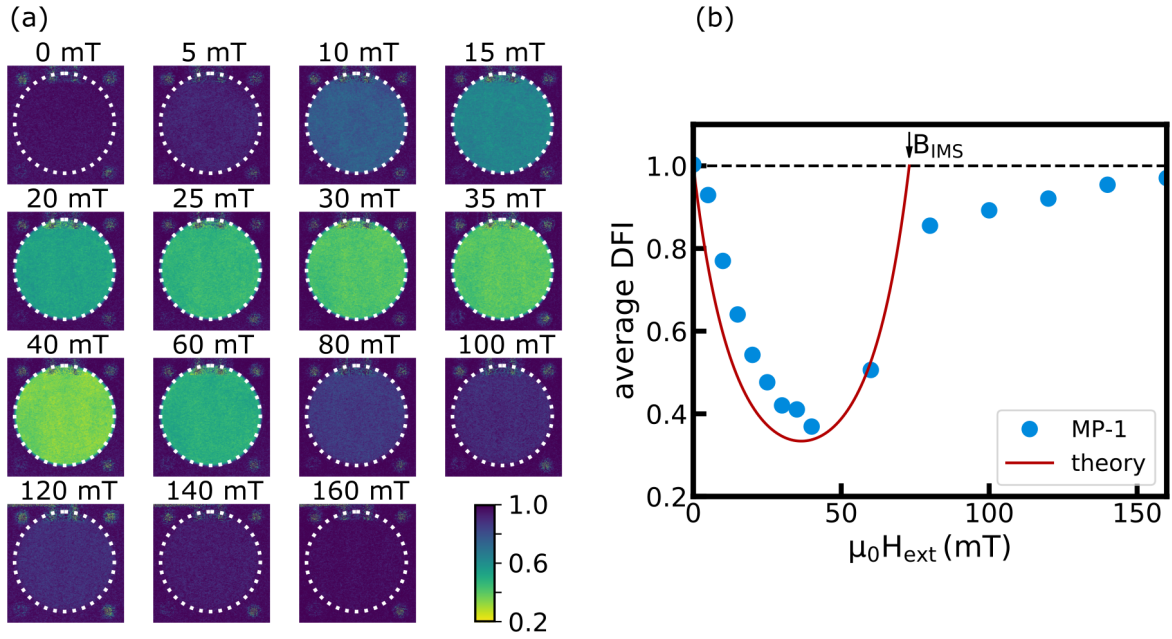 (a)
0 mT 5 mT 10 mT 15 mT
20 mT 25 mT 30 mT 35 mT
40 mT 60 mT 80 mT 100 mT
120 mT 140 mT 160 mT
1.0
0.6
0.2
(b)
B_IMS
1.0
0.8
0.6
0.4
0.2
average DFI
MP-1
theory
0 50 100 150
μ₀H_ext (mT)